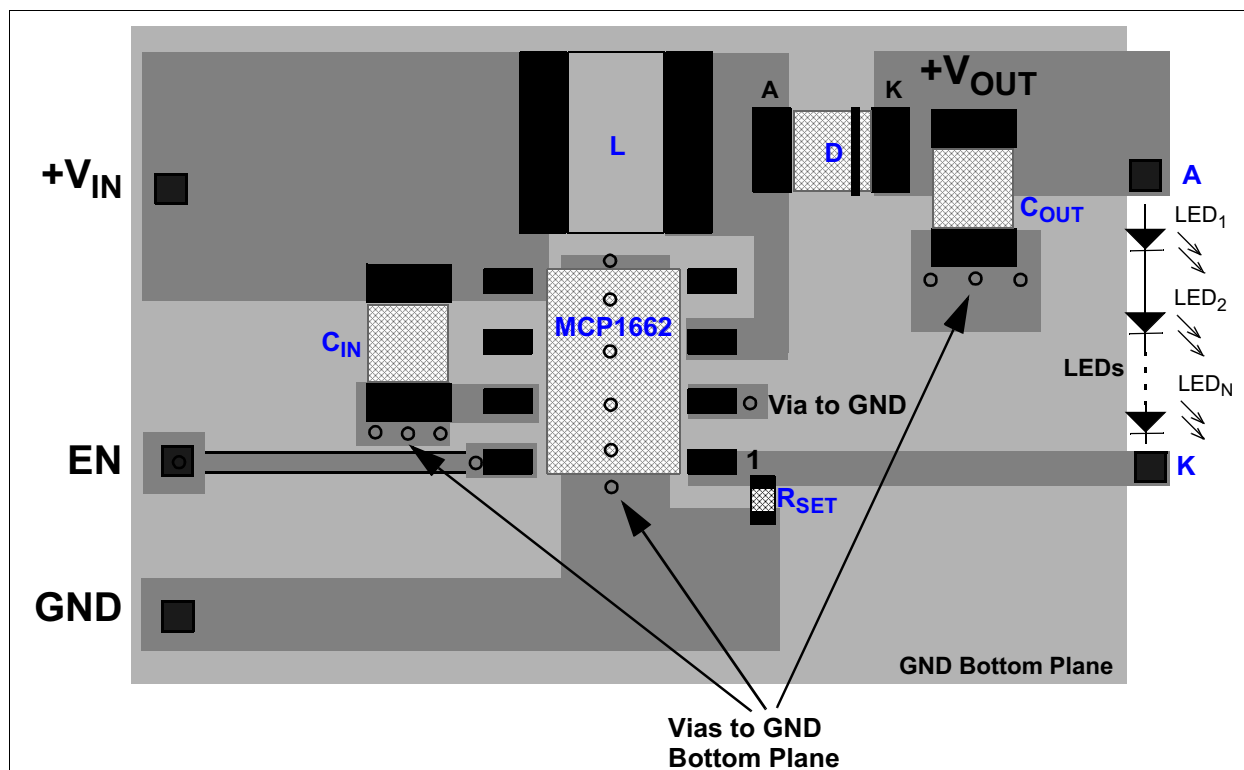 +VOUT
A
K
L
D
+VIN
A
COUT
LED1
MCP1662
CIN
LED2
LEDs
LEDN
Via to GND
EN
1
K
RSET
GND
GND Bottom Plane
Vias to GND
Bottom Plane